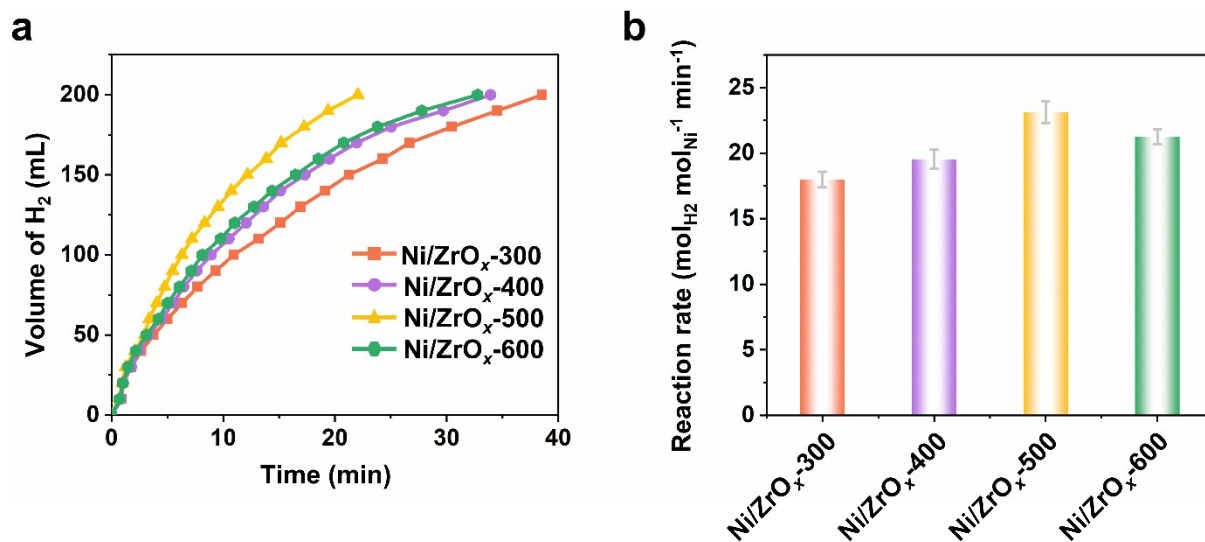 a
Volume of H2 (mL)
200
150
100
50
0
0 10 20 30 40
Time (min)
Ni/ZrOx-300
Ni/ZrOx-400
Ni/ZrOx-500
Ni/ZrOx-600
b
Reaction rate (molH2 molNi-1 min-1)
25
20
15
10
5
0
Ni/ZrOx-300
Ni/ZrOx-400
Ni/ZrOx-500
Ni/ZrOx-600